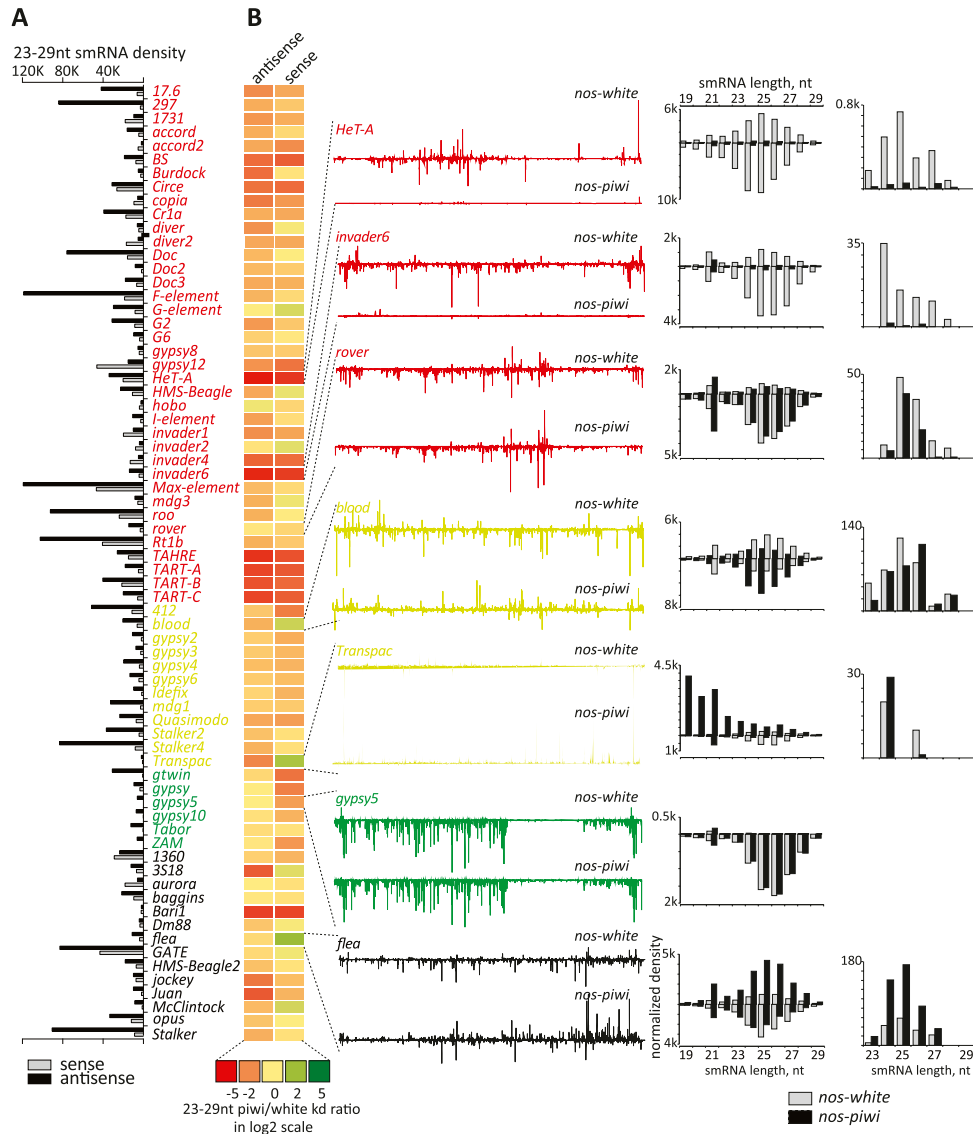 A
B
23-29nt smRNA density
120K 80K 40K
antisense
sense
17.6
297
1731
accord
accord2
BS
Burdock
Circe
copia
Cr1a
diver
diver2
Doc
Doc2
Doc3
F-element
G-element
G2
G6
gypsy8
gypsy12
HeT-A
HMS-Beagle
hobo
I-element
invader1
invader2
invader4
invader6
Max-element
mdg3
roo
rover
Rt1b
TAHRE
TART-A
TART-B
TART-C
412
blood
gypsy2
gypsy3
gypsy4
gypsy6
Idefix
mdg1
Quasimodo
Stalker2
Stalker4
Transpac
gtwin
gypsy
gypsy5
gypsy10
Tabor
ZAM
1360
3S18
aurora
baggins
Bari1
Dm88
flea
GATE
HMS-Beagle2
jockey
Juan
McClintock
opus
Stalker
sense
antisense
-5 -2 0 2 5
23-29nt piwi/white kd ratio
in log2 scale
HeT-A
nos-white
nos-piwi
invader6
nos-white
nos-piwi
rover
nos-white
nos-piwi
blood
nos-white
nos-piwi
Transpac
nos-white
nos-piwi
gypsy5
nos-white
nos-piwi
flea
nos-white
nos-piwi
smRNA length, nt
19 21 23 25 27 29
6k
10k
0.8k
2k
4k
35
2k
5k
50
6k
8k
140
4.5k
1k
30
0.5k
2k
normalized density
5k
4k
180
19 21 23 25 27 29
smRNA length, nt
23 25 27 29
smRNA length, nt
nos-white
nos-piwi